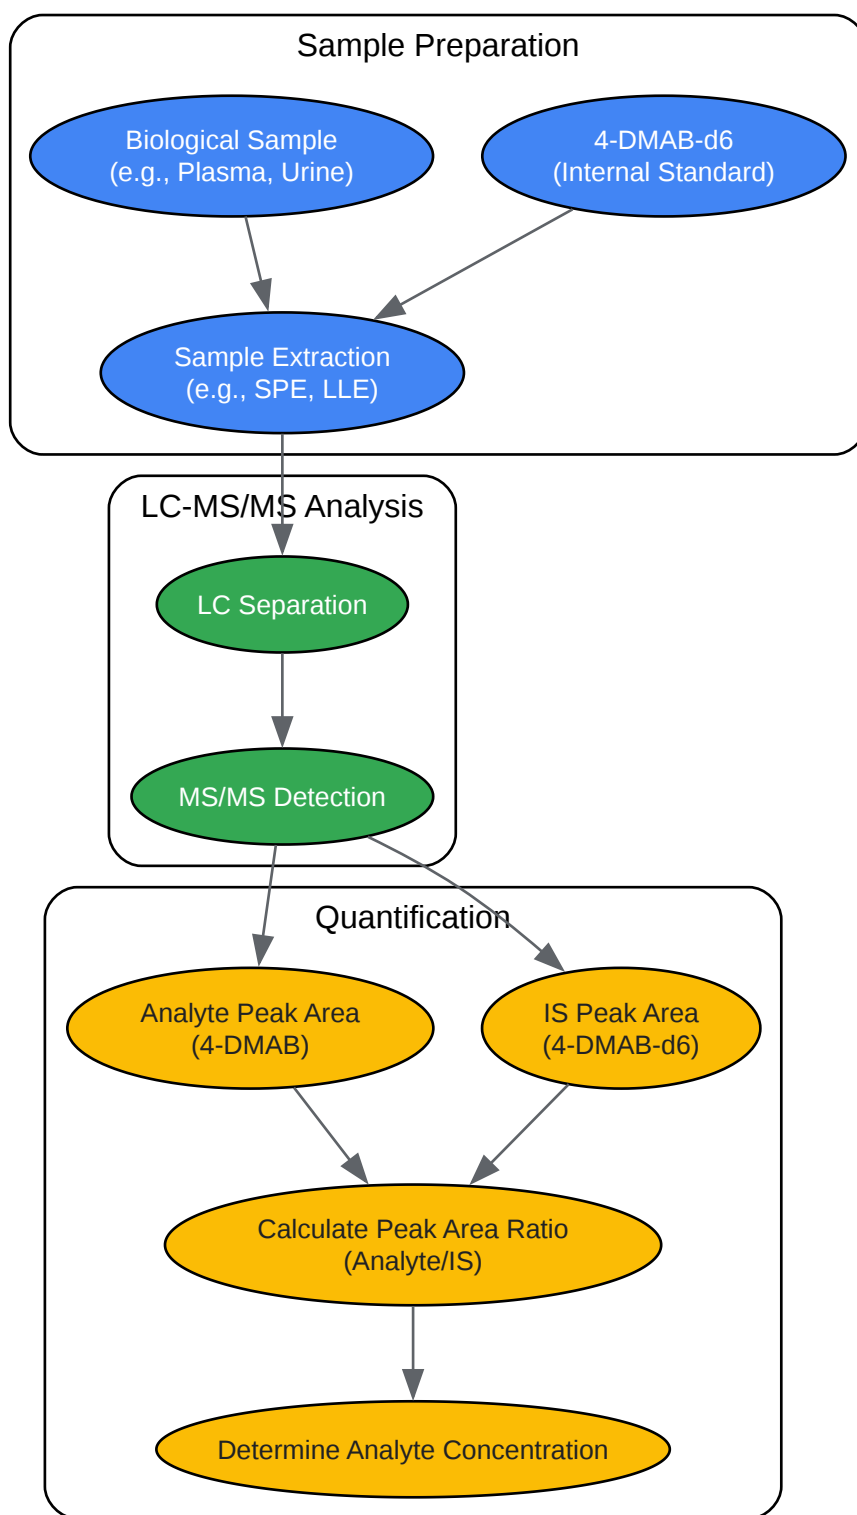 Sample Preparation
Biological Sample
(e.g., Plasma, Urine)
4-DMAB-d6
(Internal Standard)
Sample Extraction
(e.g., SPE, LLE)
LC-MS/MS Analysis
LC Separation
MS/MS Detection
Quantification
Analyte Peak Area
(4-DMAB)
IS Peak Area
(4-DMAB-d6)
Calculate Peak Area Ratio
(Analyte/IS)
Determine Analyte Concentration